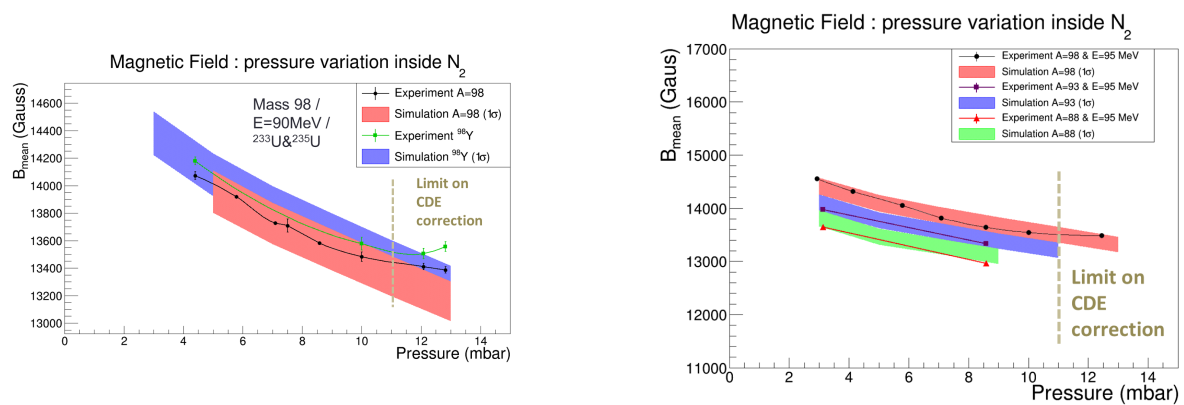 Magnetic Field : pressure variation inside N2
Bmean (Gauss)
14600
14400
14200
14000
13800
13600
13400
13200
13000
0 2 4 6 8 10 12 14
Pressure (mbar)
Mass 98 /
E=90MeV /
233U&235U
Experiment A=98
Simulation A=98 (1σ)
Experiment 98Y
Simulation 98Y (1σ)
Limit on
CDE
correction
Magnetic Field : pressure variation inside N2
Bmean (Gaus)
17000
16000
15000
14000
13000
12000
11000
0 2 4 6 8 10 12 14
Pressure (mbar)
Experiment A=98 & E=95 MeV
Simulation A=98 (1σ)
Experiment A=93 & E=95 MeV
Simulation A=93 (1σ)
Experiment A=88 & E=95 MeV
Simulation A=88 (1σ)
Limit on
CDE
correction